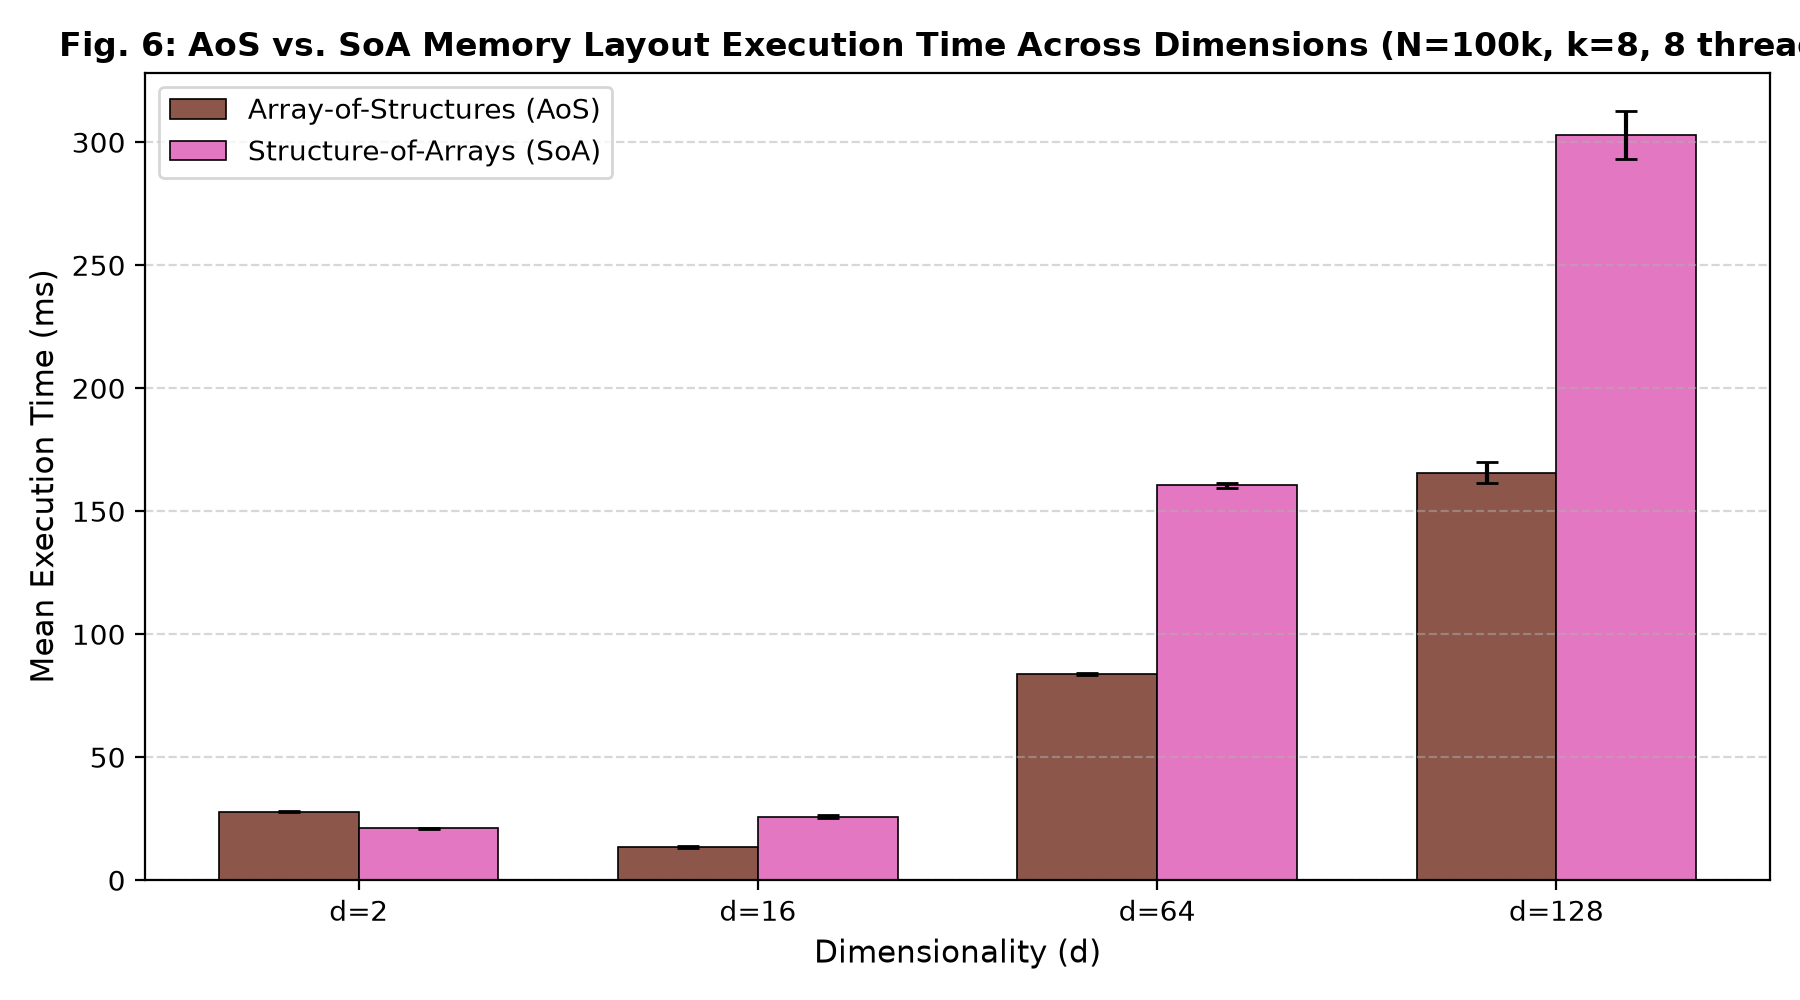 Fig. 6: AoS vs. SoA Memory Layout Execution Time Across Dimensions (N=100k, k=8, 8 threa
Array-of-Structures (AoS)
Structure-of-Arrays (SoA)
Mean Execution Time (ms)
300
250
200
150
100
50
0
d=2 d=16 d=64 d=128
Dimensionality (d)